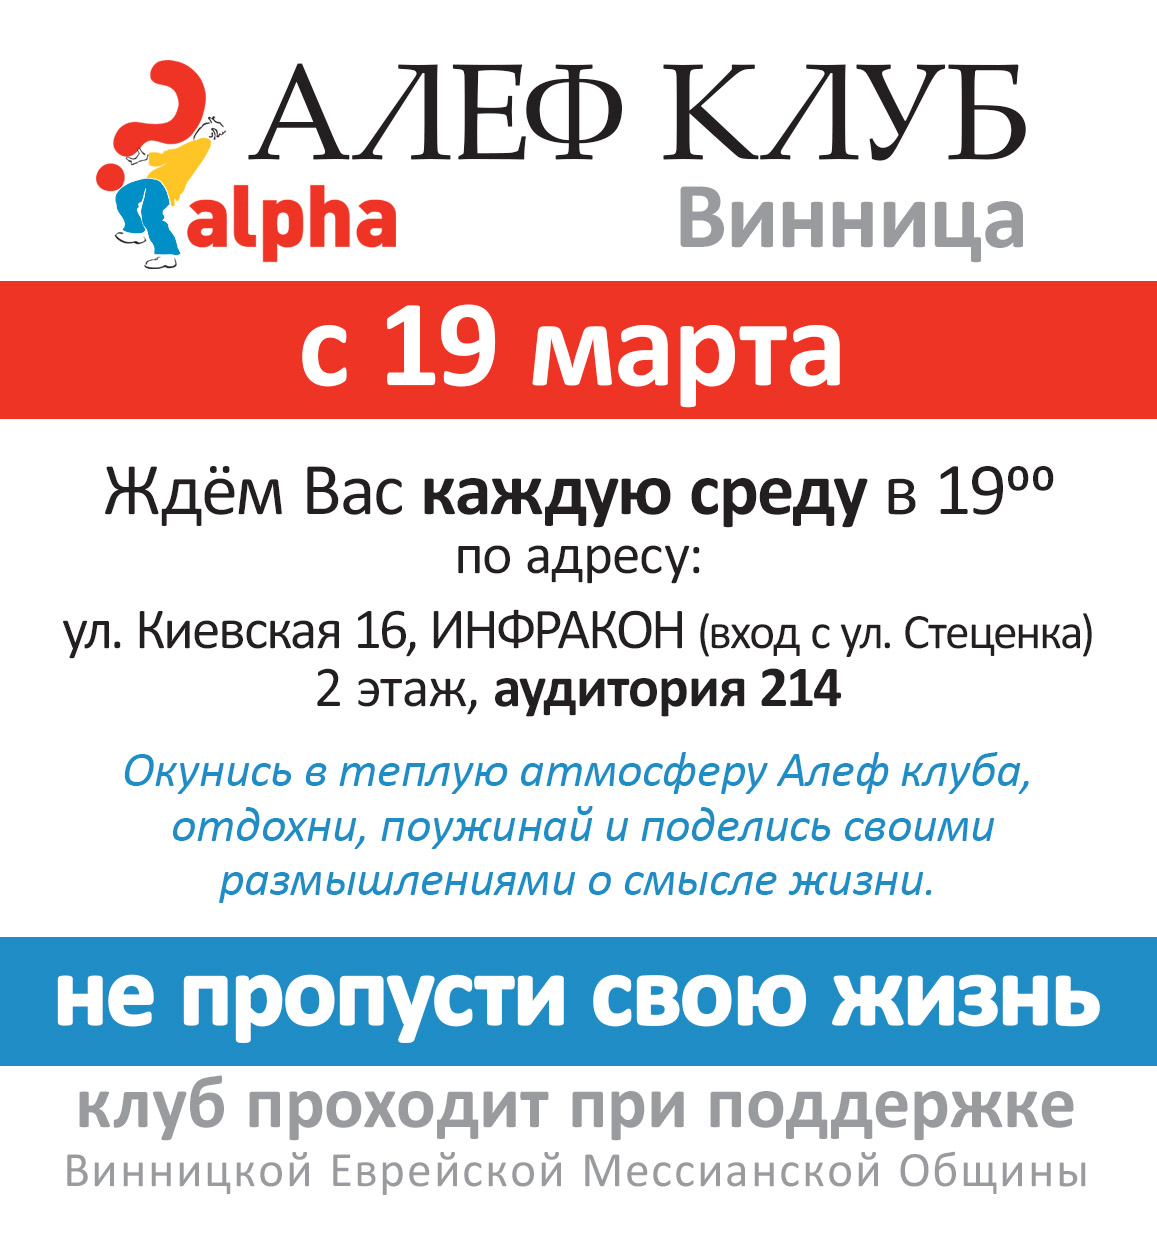 АЛЕФ КЛУБ
alpha Винница
с 19 марта
Ждём Вас каждую среду в 19⁰⁰
по адресу:
ул. Киевская 16, ИНФРАКОН (вход с ул. Стеценка)
2 этаж, аудитория 214
Окунись в теплую атмосферу Алеф клуба,
отдохни, поужинай и поделись своими
размышлениями о смысле жизни.
не пропусти свою жизнь
клуб проходит при поддержке
Винницкой Еврейской Мессианской Общины